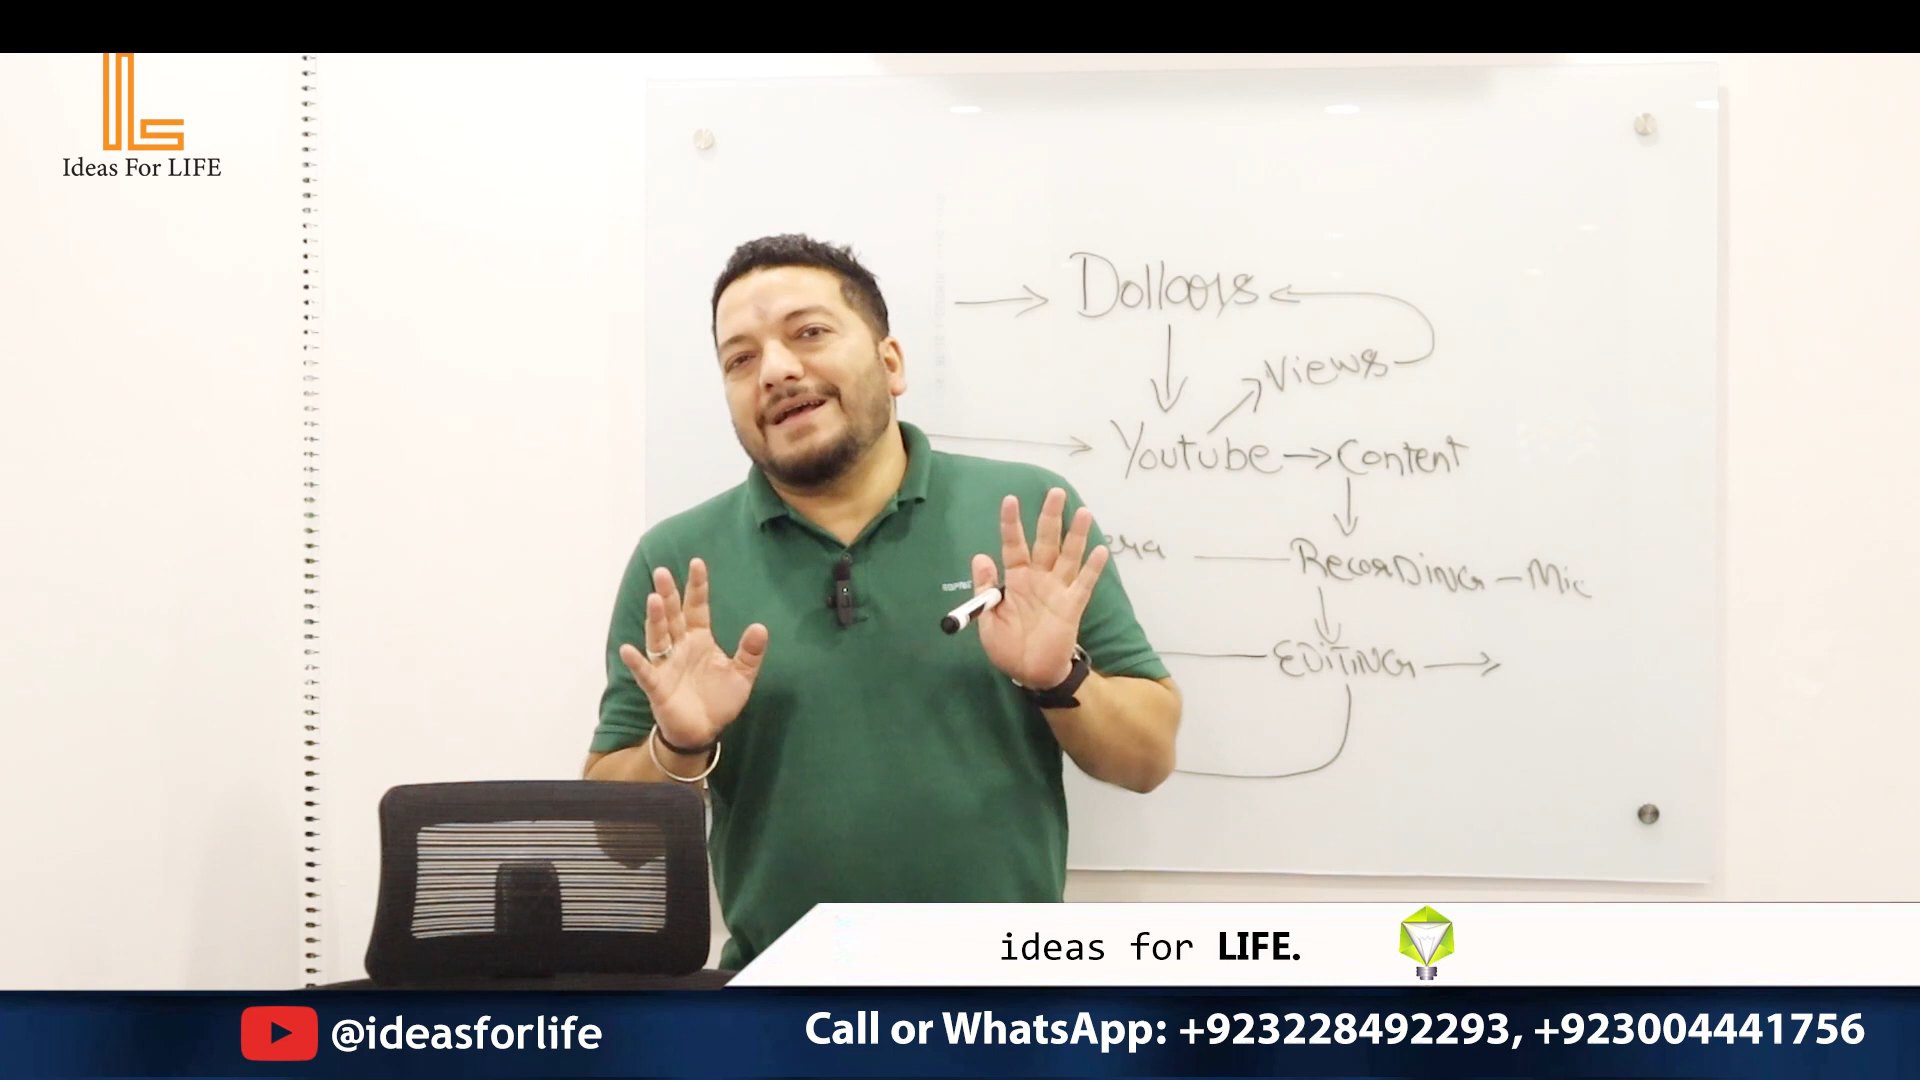 Ideas For LIFE
Dollars
Views
Youtube → Content
era — RECORDING — Mic
EDITING
ideas for LIFE.
@ideasforlife
Call or WhatsApp: +923228492293, +923004441756